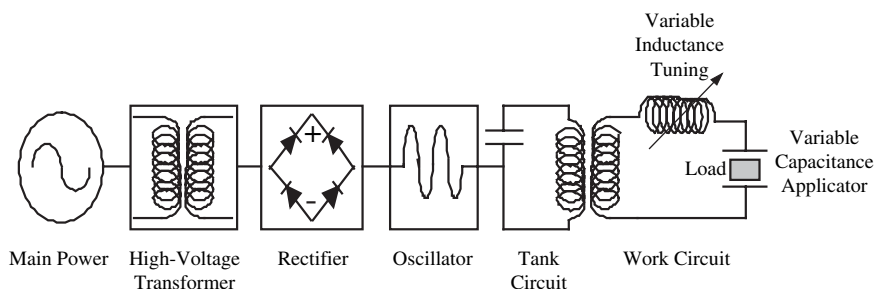 Variable
Inductance
Tuning
+
-
Load
Variable
Capacitance
Applicator
Main Power
High-Voltage
Transformer
Rectifier
Oscillator
Tank
Circuit
Work Circuit